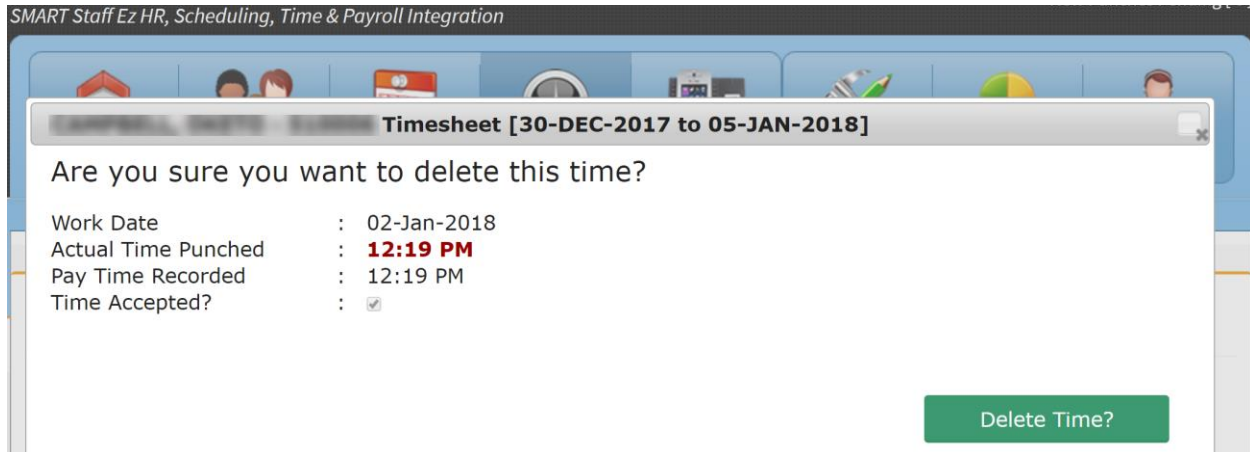 SMART Staff Ez HR, Scheduling, Time & Payroll Integration
Timesheet [30-DEC-2017 to 05-JAN-2018]
Are you sure you want to delete this time?
Work Date : 02-Jan-2018
Actual Time Punched : 12:19 PM
Pay Time Recorded : 12:19 PM
Time Accepted? :
Delete Time?